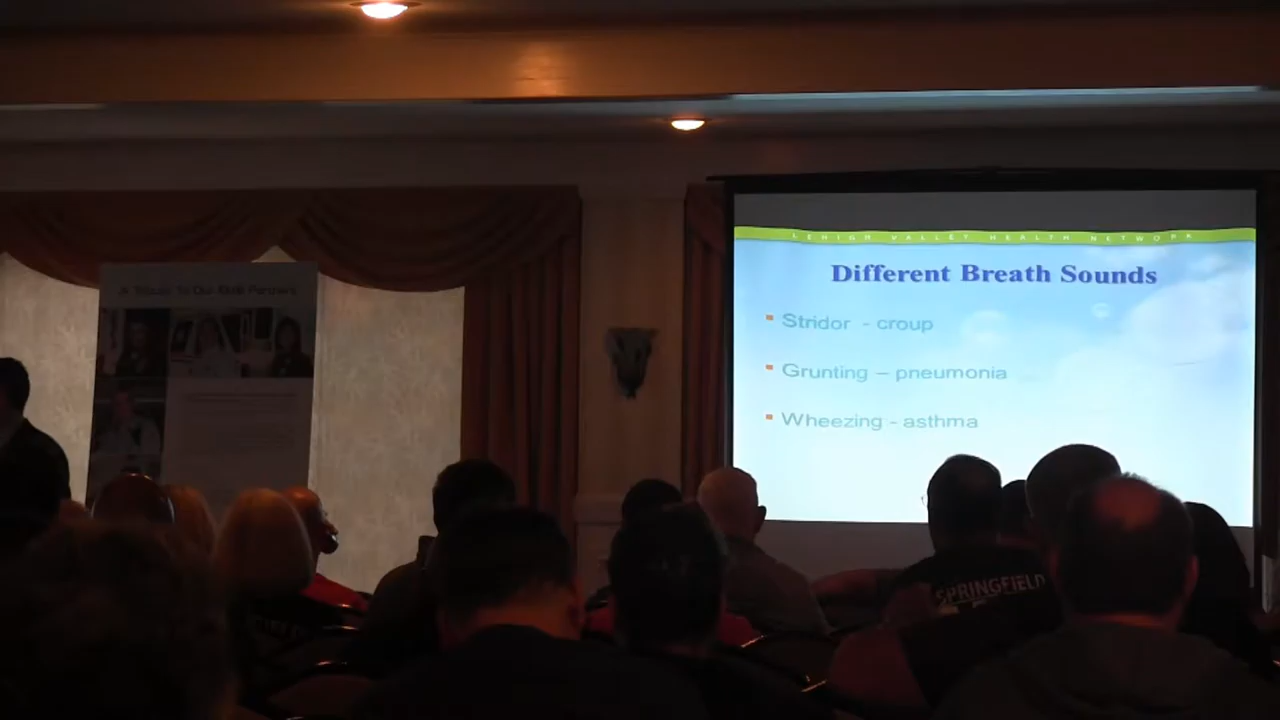 A Tribute To Our
LEHIGH VALLEY HEALTH NETWORK
Different Breath Sounds
Stridor - croup
Grunting – pneumonia
Wheezing - asthma
SPRINGFIELD